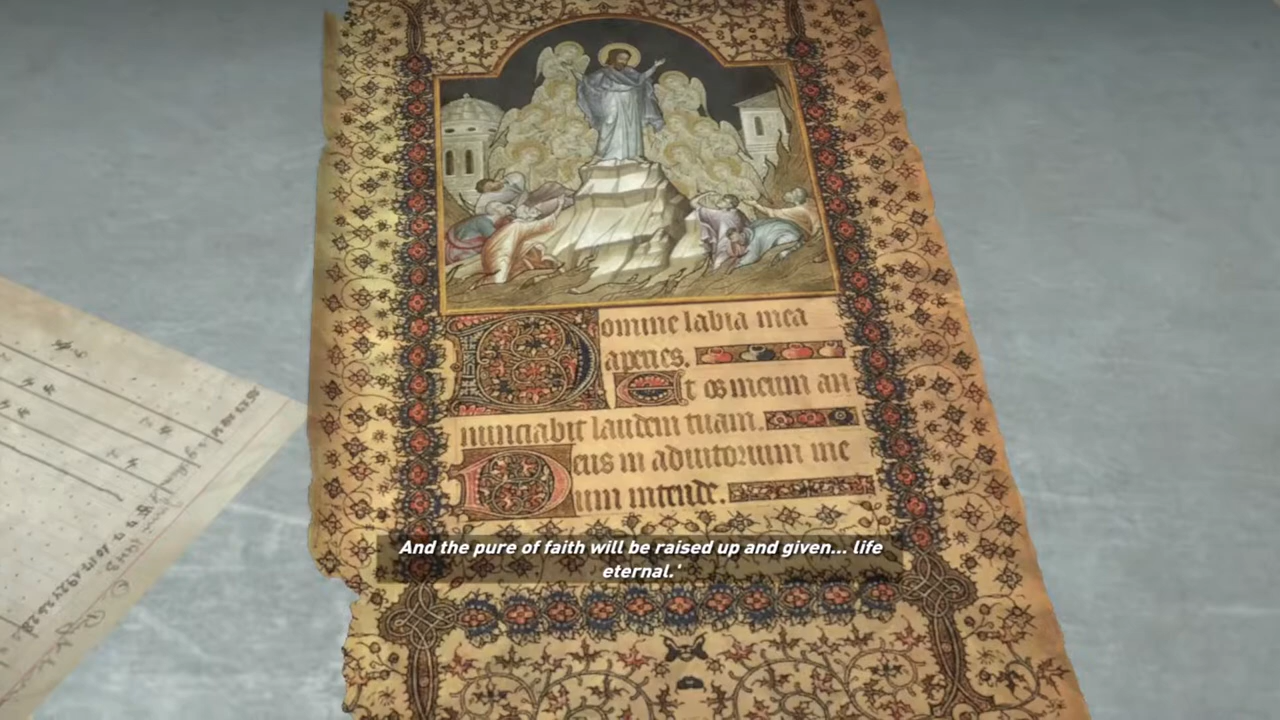 Domine labia mea
aperies.
Et os meum an
nunciabit laudem tuam.
Deus in adiutorium me
um intende.
And the pure of faith will be raised up and given... life
eternal.'